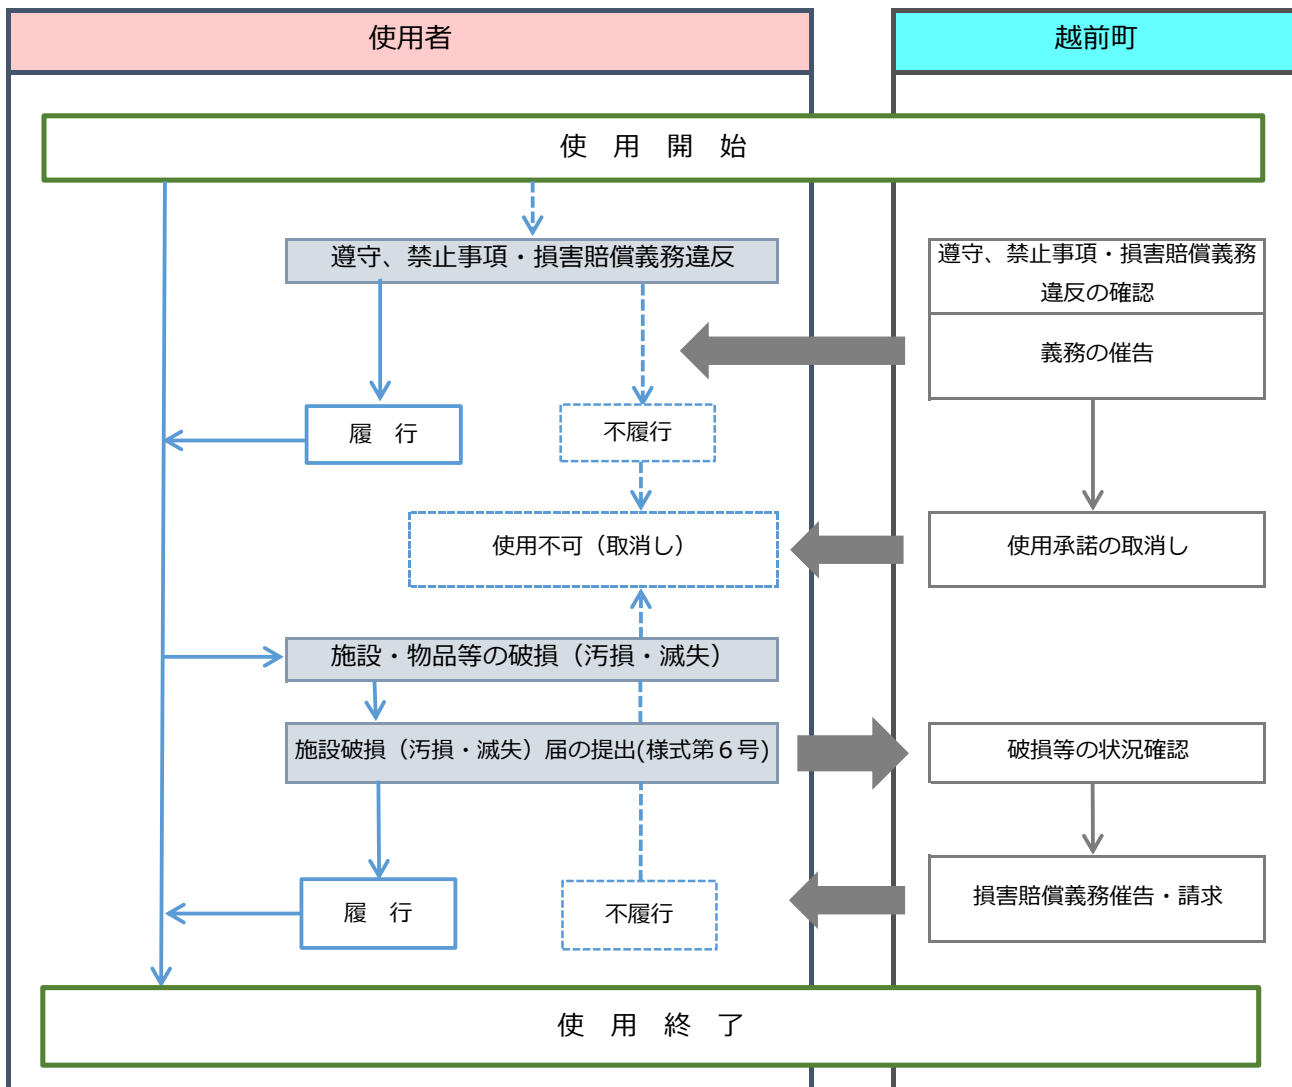 使用者
越前町
使　用　開　始
遵守、禁止事項・損害賠償義務違反
遵守、禁止事項・損害賠償義務
違反の確認
義務の催告
履　行
不履行
使用不可（取消し）
使用承諾の取消し
施設・物品等の破損（汚損・滅失）
施設破損（汚損・滅失）届の提出(様式第６号)
破損等の状況確認
履　行
不履行
損害賠償義務催告・請求
使　用　終　了